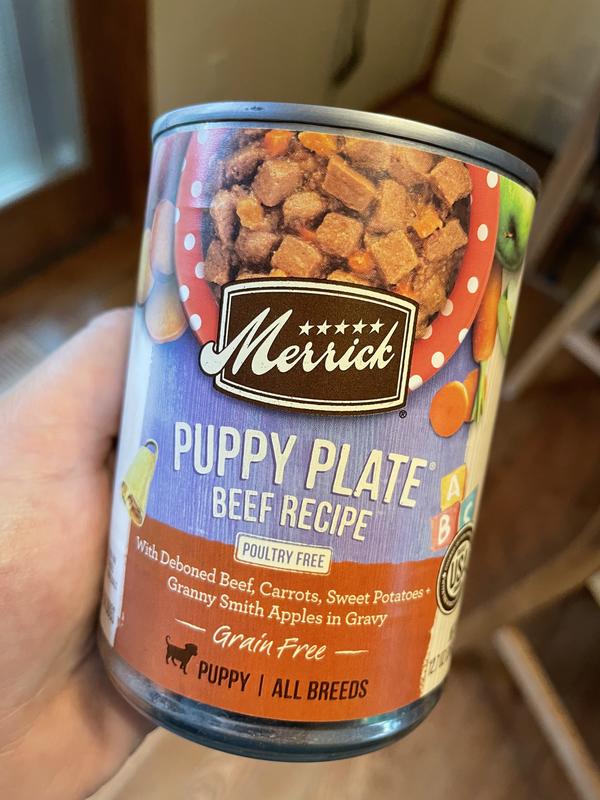 Merrick
®
PUPPY PLATE®
BEEF RECIPE
POULTRY FREE
A
B C
USA
With Deboned Beef, Carrots, Sweet Potatoes +
Granny Smith Apples in Gravy
Grain Free
PUPPY | ALL BREEDS